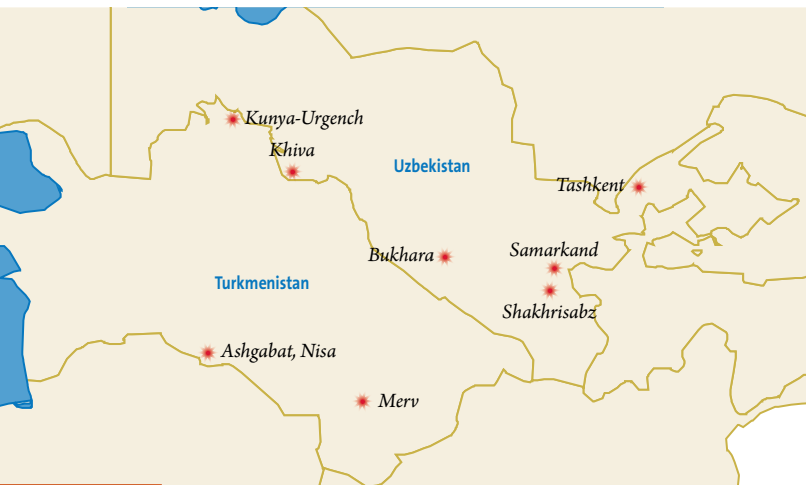 Kunya-Urgench
Khiva
Uzbekistan
Tashkent
Bukhara
Samarkand
Turkmenistan
Shakhrisabz
Ashgabat, Nisa
Merv